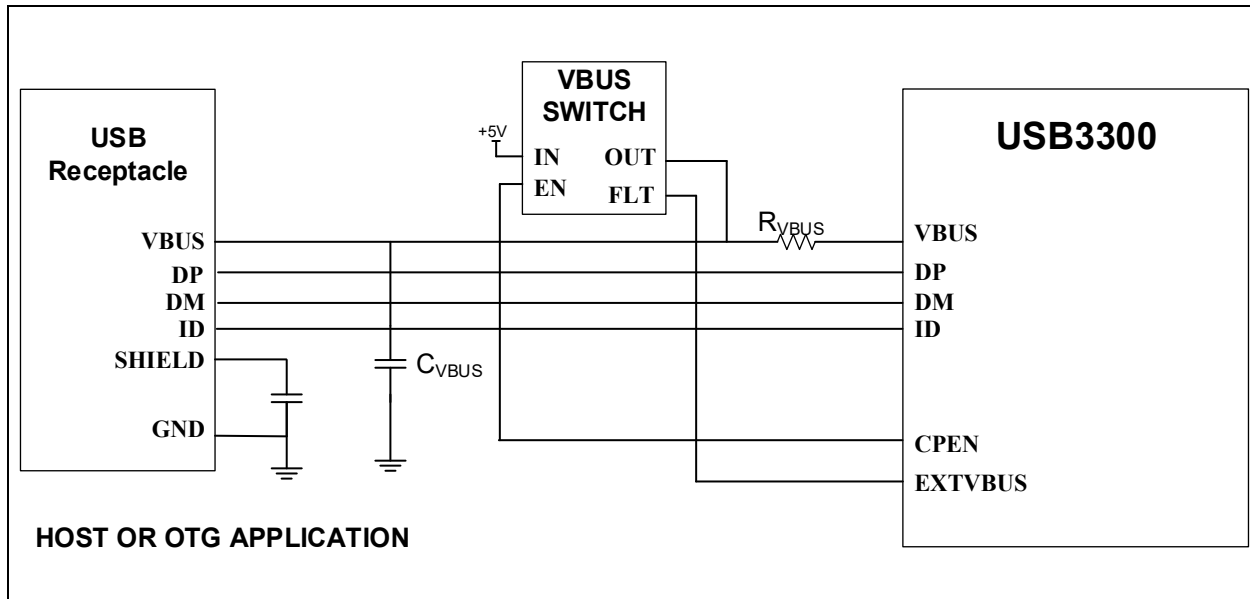 VBUS
SWITCH
+5V
IN OUT
EN FLT
USB
Receptacle
VBUS
DP
DM
ID
SHIELD
GND
CVBUS
RVBUS
USB3300
VBUS
DP
DM
ID
CPEN
EXTVBUS
HOST OR OTG APPLICATION